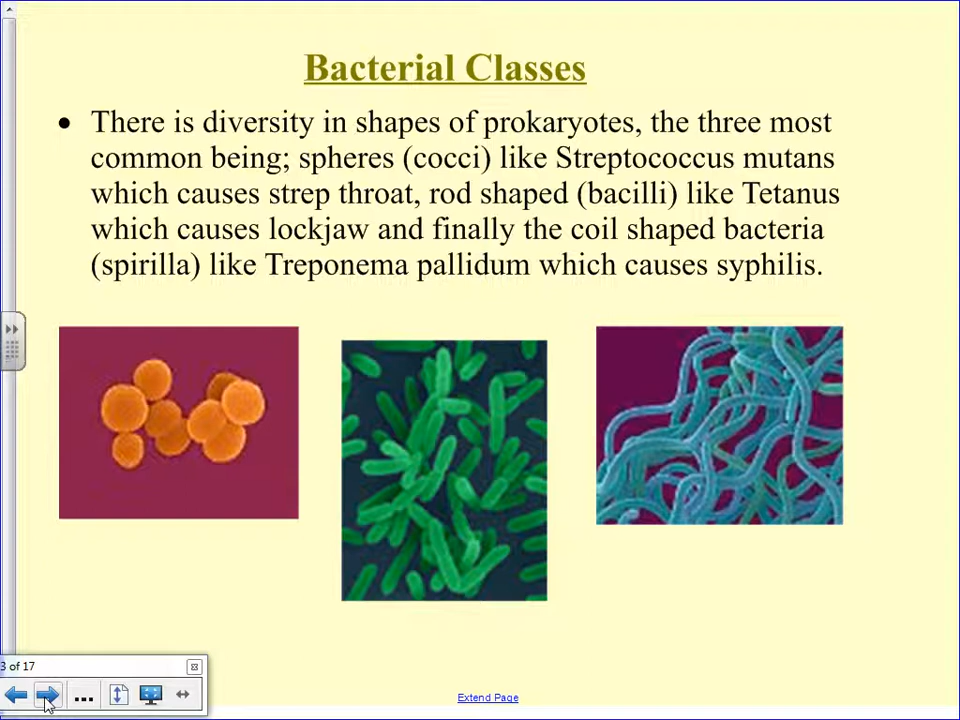 Bacterial Classes
• There is diversity in shapes of prokaryotes, the three most
common being; spheres (cocci) like Streptococcus mutans
which causes strep throat, rod shaped (bacilli) like Tetanus
which causes lockjaw and finally the coil shaped bacteria
(spirilla) like Treponema pallidum which causes syphilis.
3 of 17
Extend Page